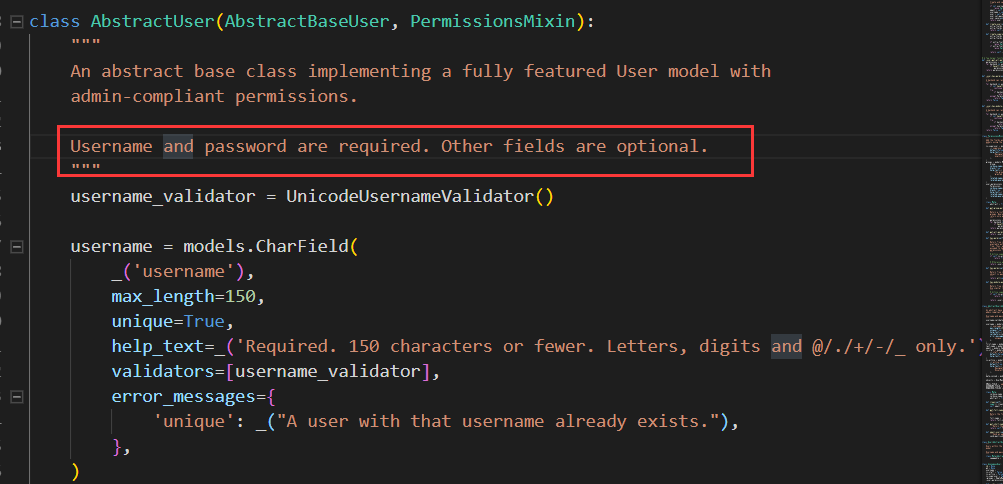 class AbstractUser(AbstractBaseUser, PermissionsMixin):
"""
An abstract base class implementing a fully featured User model with
admin-compliant permissions.
Username and password are required. Other fields are optional.
"""
username_validator = UnicodeUsernameValidator()
username = models.CharField(
_('username'),
max_length=150,
unique=True,
help_text=_('Required. 150 characters or fewer. Letters, digits and @/./+/-/_ only.')
validators=[username_validator],
error_messages={
'unique': _("A user with that username already exists."),
},
)